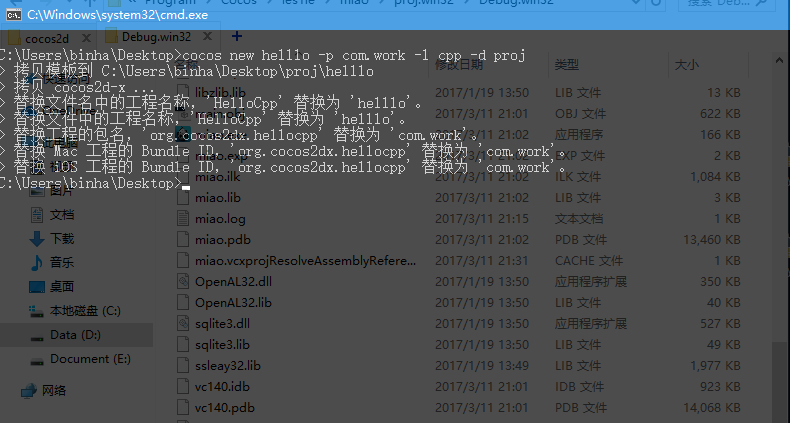 Program
Cocos
TesTie
miao
proj.win32
Debug.win32
搜索 De...
C:\Windows\system32\cmd.exe
cocos2d
Debug.win32
C:\Users\binha\Desktop>cocos new helllo -p com.work -l cpp -d proj
> 拷贝模板到 C:\Users\binha\Desktop\proj\helllo
> 拷贝 cocos2d-x ...
> 替换文件名中的工程名称，'HelloCpp' 替换为 'helllo'。
> 替换文件中的工程名称，'HelloCpp' 替换为 'helllo'。
> 替换工程的包名，'org.cocos2dx.hellocpp' 替换为 'com.work'。
> 替换 Mac 工程的 Bundle ID，'org.cocos2dx.hellocpp' 替换为 'com.work'。
> 替换 iOS 工程的 Bundle ID，'org.cocos2dx.hellocpp' 替换为 'com.work'。
C:\Users\binha\Desktop>
修改日期 类型 大小
快速访问
libzlib.lib 2017/1/19 13:50 LIB 文件 13 KB
main.obj 2017/3/11 21:01 OBJ 文件 622 KB
应用程序 166 KB
miao.exp 2017/3/11 21:02 EXP 文件 2 KB
miao.ilk 2017/3/11 21:02 ILK 文件 1,084 KB
图片
miao.lib 2017/3/11 21:02 LIB 文件 3 KB
文档
miao.log 2017/3/11 21:15 文本文档 1 KB
下载
miao.pdb 2017/3/11 21:02 PDB 文件 13,460 KB
音乐
miao.vcxprojResolveAssemblyRefere... 2017/3/11 21:31 CACHE 文件 1 KB
桌面
OpenAL32.dll 2017/1/19 13:50 应用程序扩展 350 KB
本地磁盘 (C:)
OpenAL32.lib 2017/1/19 13:50 LIB 文件 40 KB
Data (D:)
sqlite3.dll 2017/1/19 13:50 应用程序扩展 527 KB
sqlite3.lib 2017/1/19 13:50 LIB 文件 49 KB
Document (E:)
ssleay32.lib 2017/1/19 13:49 LIB 文件 1,977 KB
网络
vc140.idb 2017/3/11 21:01 IDB 文件 923 KB
vc140.pdb 2017/3/11 21:01 PDB 文件 14,068 KB